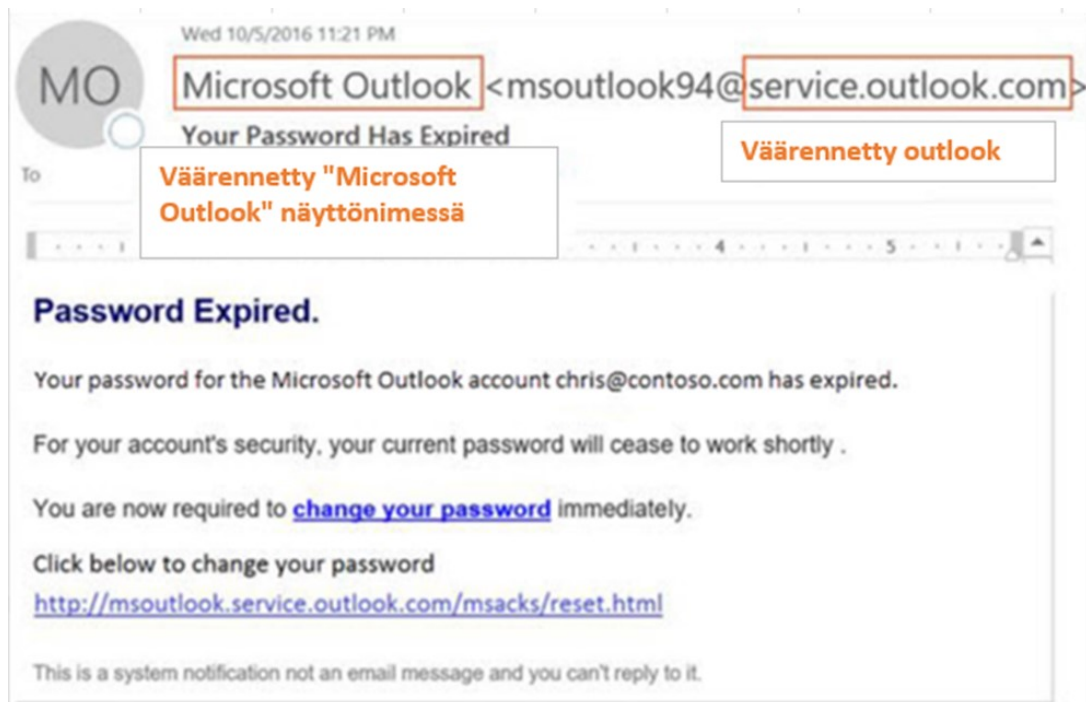 Wed 10/5/2016 11:21 PM
MO
Microsoft Outlook <msoutlook94@service.outlook.com>
Your Password Has Expired
To
Väärennetty "Microsoft
Outlook" näyttönimessä
Väärennetty outlook
4 5
Password Expired.
Your password for the Microsoft Outlook account chris@contoso.com has expired.
For your account's security, your current password will cease to work shortly .
You are now required to change your password immediately.
Click below to change your password
http://msoutlook.service.outlook.com/msacks/reset.html
This is a system notification not an email message and you can't reply to it.